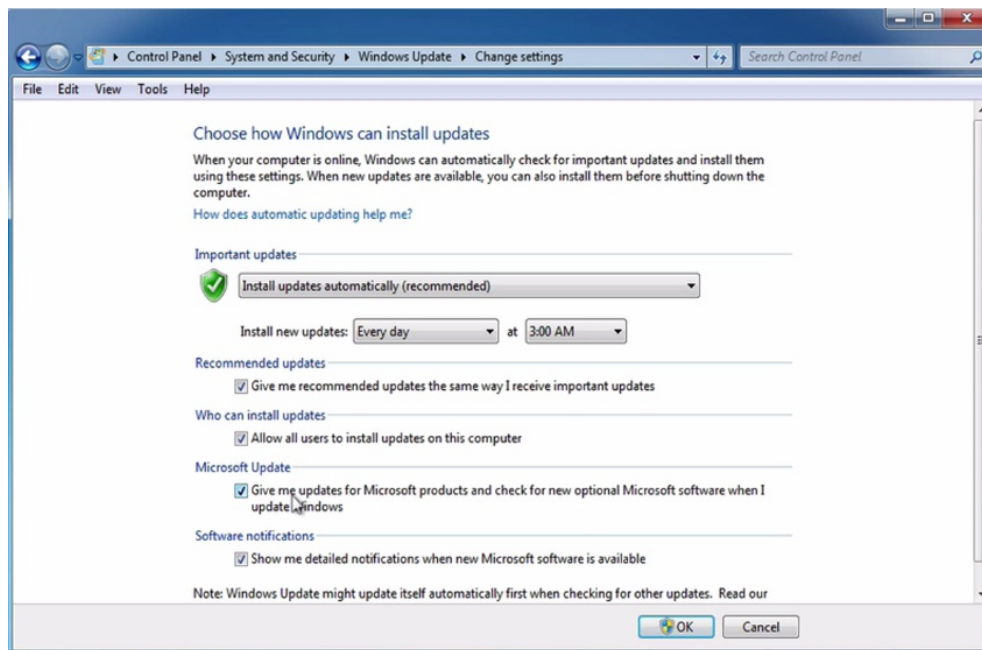 Control Panel ▸ System and Security ▸ Windows Update ▸ Change settings
Search Control Panel
File Edit View Tools Help
Choose how Windows can install updates
When your computer is online, Windows can automatically check for important updates and install them
using these settings. When new updates are available, you can also install them before shutting down the
computer.
How does automatic updating help me?
Important updates
Install updates automatically (recommended)
Install new updates: Every day at 3:00 AM
Recommended updates
Give me recommended updates the same way I receive important updates
Who can install updates
Allow all users to install updates on this computer
Microsoft Update
Give me updates for Microsoft products and check for new optional Microsoft software when I
update Windows
Software notifications
Show me detailed notifications when new Microsoft software is available
Note: Windows Update might update itself automatically first when checking for other updates. Read our
OK Cancel